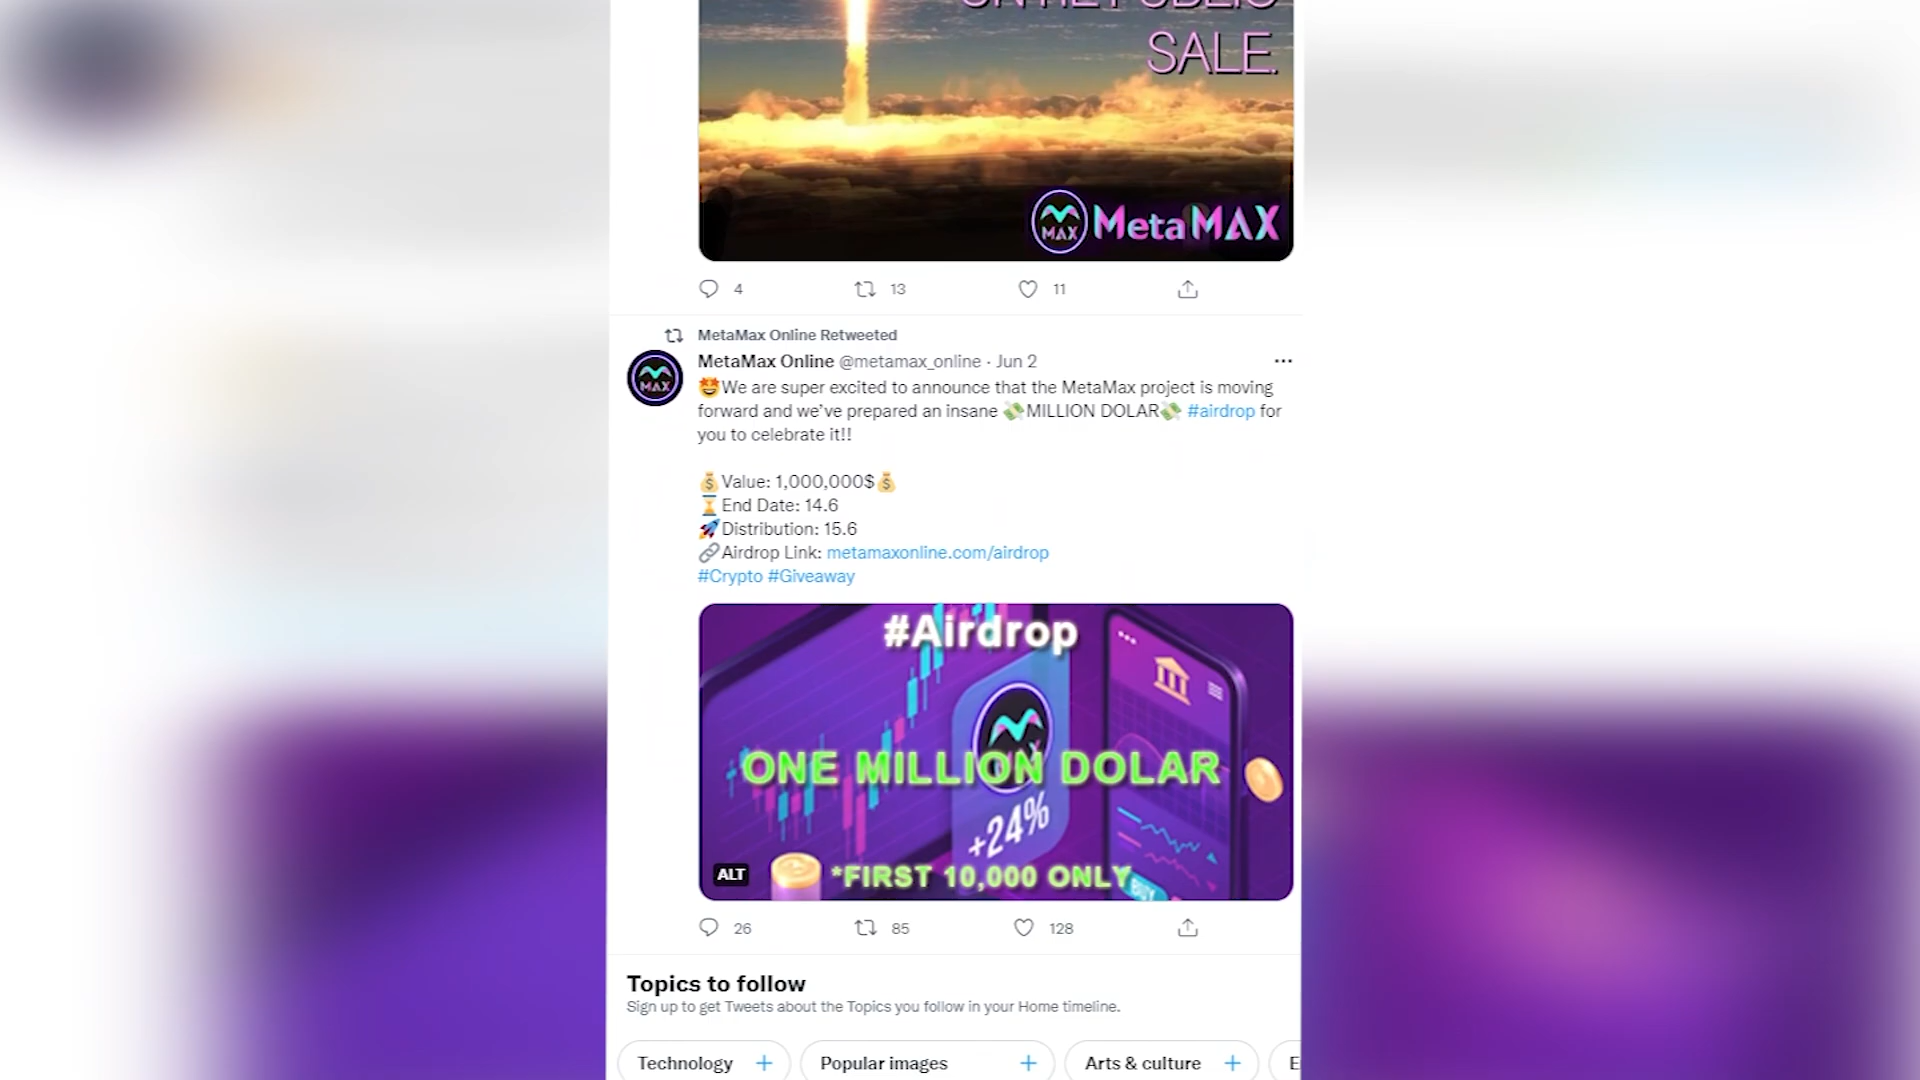 SALE.
MAX MetaMAX
4 13 11
MetaMax Online Retweeted
MetaMax Online @metamax_online · Jun 2
🤩We are super excited to announce that the MetaMax project is moving
forward and we've prepared an insane 💸MILLION DOLAR💸 #airdrop for
you to celebrate it!!
💰Value: 1,000,000$💰
⏳End Date: 14.6
🚀Distribution: 15.6
🔗Airdrop Link: metamaxonline.com/airdrop
#Crypto #Giveaway
#Airdrop
ONE MILLION DOLAR
+24%
*FIRST 10,000 ONLY
BUY
ALT
26 85 128
Topics to follow
Sign up to get Tweets about the Topics you follow in your Home timeline.
Technology + Popular images + Arts & culture + E